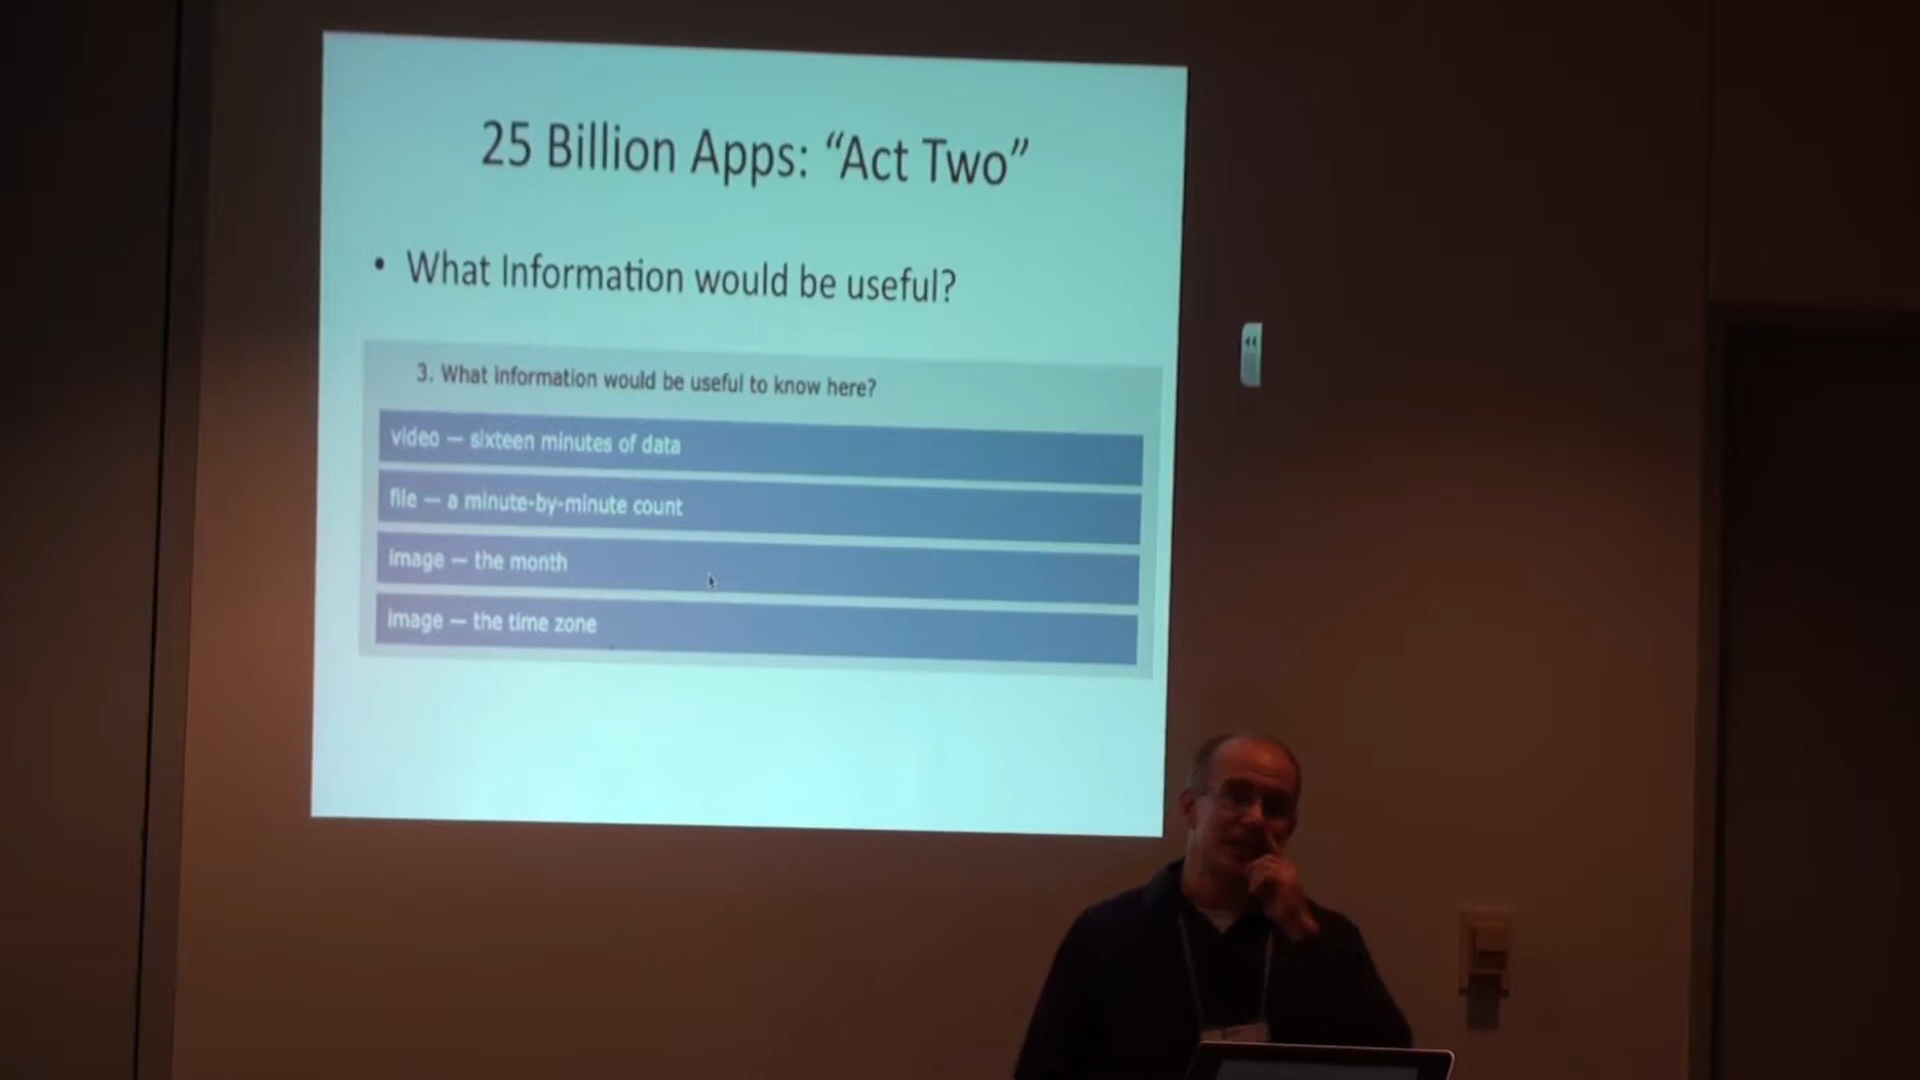 25 Billion Apps: “Act Two”
• What Information would be useful?
3. What information would be useful to know here?
video — sixteen minutes of data
file — a minute-by-minute count
image — the month
image — the time zone